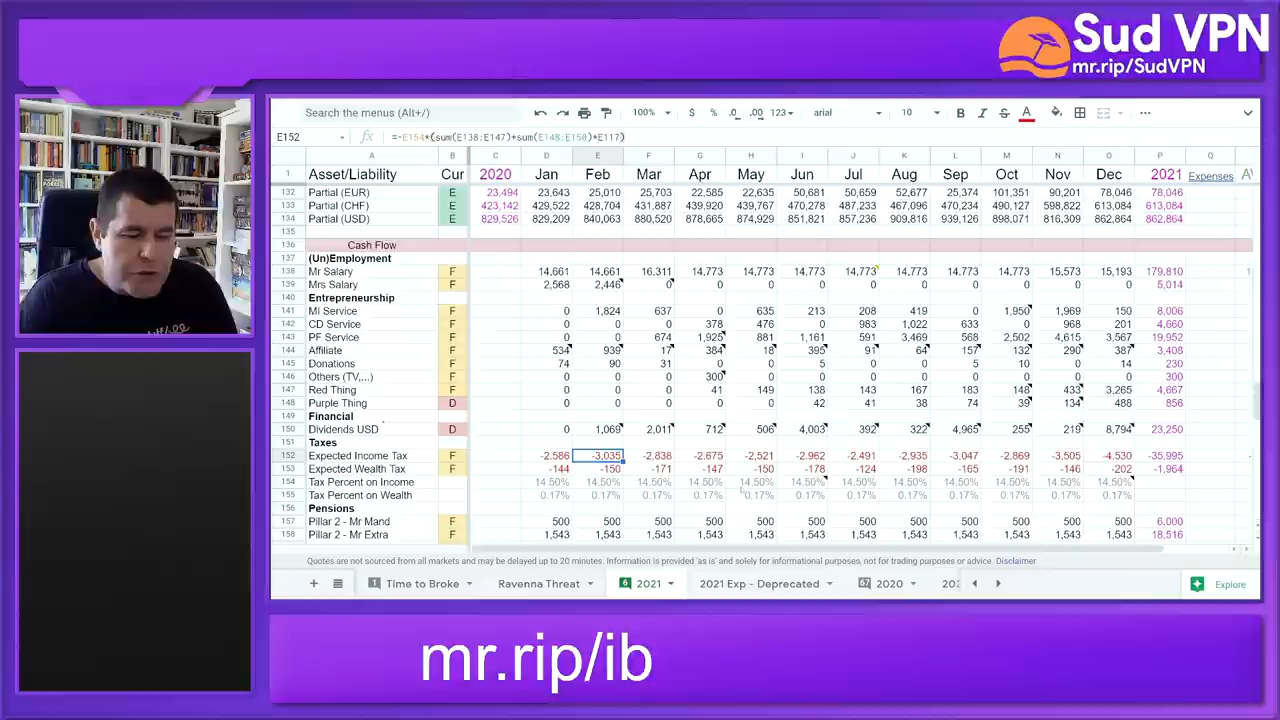 Sud VPN
mr.rip/SudVPN
Search the menus (Alt+/) 100% $ % .0 .00 123 arial 10 B I S A
E152 fx =-E154*(sum(E138:E147)+sum(E148:E150)*E117)
A B C D E F G H I J K L M N O P Q
1 Asset/Liability Cur 2020 Jan Feb Mar Apr May Jun Jul Aug Sep Oct Nov Dec 2021 Expenses
132 Partial (EUR) E 23,494 23,643 25,010 25,703 22,585 22,635 50,681 50,659 52,677 25,374 101,351 90,201 78,046 78,046
133 Partial (CHF) E 423,142 429,522 428,704 431,887 439,920 439,767 470,278 487,233 467,096 470,234 490,127 598,822 613,084 613,084
134 Partial (USD) E 829,526 829,209 840,063 880,520 878,665 874,928 851,821 857,236 909,816 879,126 898,071 816,309 862,864 862,864
135
136 Cash Flow
137 (Un)Employment
138 Mr Salary F 14,661 14,661 16,311 14,773 14,773 14,773 14,773 14,773 14,773 14,773 15,573 15,193 179,810
139 Mrs Salary F 2,568 2,446 0 0 0 0 0 0 0 0 0 0 5,014
140 Entrepreneurship
141 MI Service F 0 1,824 637 0 635 213 208 419 0 1,950 1,969 150 8,006
142 CD Service F 0 0 0 378 476 0 983 1,022 633 0 968 201 4,660
143 PF Service F 0 0 674 1,925 881 1,161 591 3,469 568 2,502 4,615 3,567 19,952
144 Affiliate F 534 939 17 384 18 395 91 64 157 132 290 387 3,408
145 Donations F 74 90 31 0 0 5 0 0 5 10 0 14 230
146 Others (TV,...) F 0 0 0 300 0 0 0 0 0 0 0 0 300
147 Red Thing F 0 0 0 41 149 138 143 167 183 148 433 3,265 4,667
148 Purple Thing D 0 0 0 0 0 42 41 38 74 39 134 488 856
149 Financial
150 Dividends USD D 0 1,069 2,011 712 506 4,003 392 322 4,965 255 219 8,794 23,250
151 Taxes
152 Expected Income Tax F -2,586 -3,035 -2,838 -2,675 -2,521 -2,962 -2,491 -2,935 -3,047 -2,869 -3,505 -4,530 -35,995
153 Expected Wealth Tax F -144 -150 -171 -147 -150 -178 -124 -198 -165 -191 -146 -202 -1,964
154 Tax Percent on Income 14.50% 14.50% 14.50% 14.50% 14.50% 14.50% 14.50% 14.50% 14.50% 14.50% 14.50% 14.50%
155 Tax Percent on Wealth 0.17% 0.17% 0.17% 0.17% 0.17% 0.17% 0.17% 0.17% 0.17% 0.17% 0.17% 0.17%
156 Pensions
157 Pillar 2 - Mr Mand F 500 500 500 500 500 500 500 500 500 500 500 500 6,000
158 Pillar 2 - Mr Extra F 1,543 1,543 1,543 1,543 1,543 1,543 1,543 1,543 1,543 1,543 1,543 1,543 18,516
Quotes are not sourced from all markets and may be delayed up to 20 minutes. Information is provided 'as is' and solely for informational purposes, not for trading purposes or advice. Disclaimer
1 Time to Broke Ravenna Threat 6 2021 2021 Exp - Deprecated 67 2020 Explore
mr.rip/ib